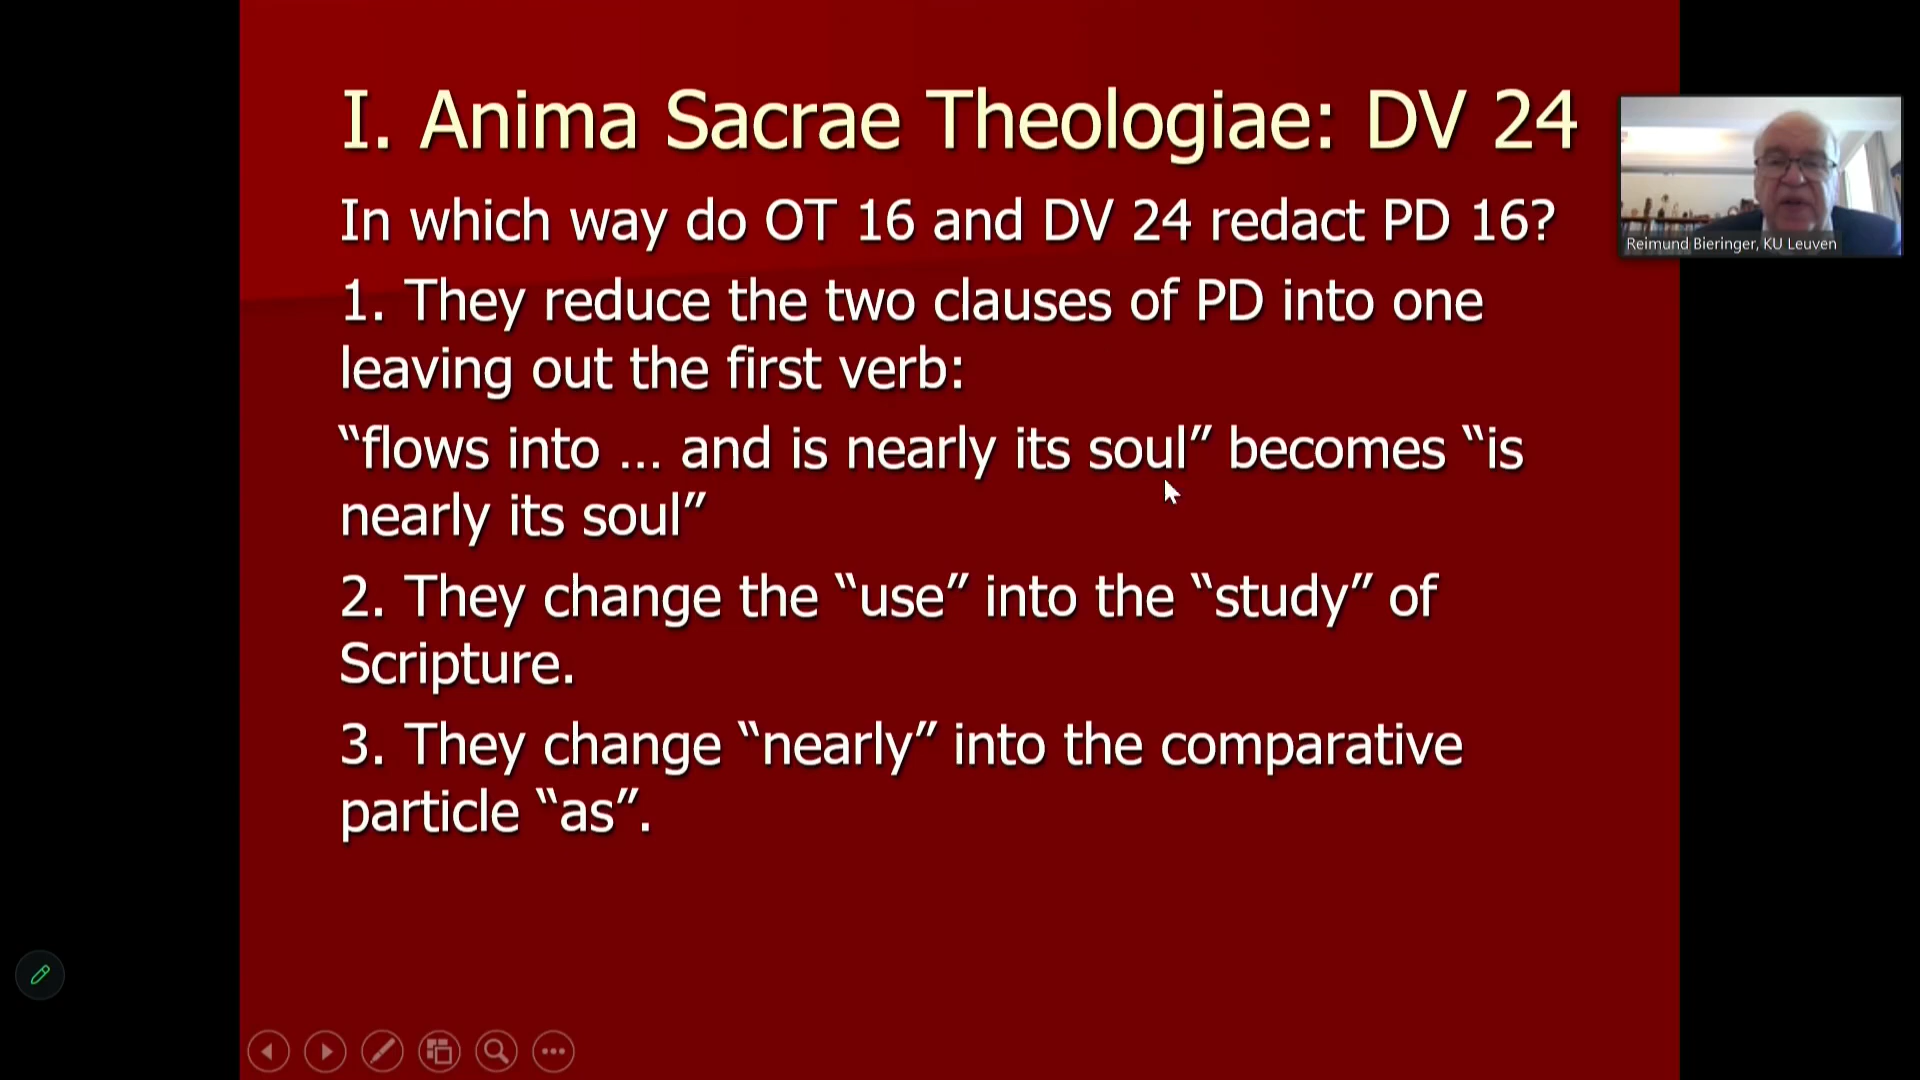 I. Anima Sacrae Theologiae: DV 24
In which way do OT 16 and DV 24 redact PD 16?
1. They reduce the two clauses of PD into one
leaving out the first verb:
“flows into … and is nearly its soul” becomes “is
nearly its soul”
2. They change the “use” into the “study” of
Scripture.
3. They change “nearly” into the comparative
particle “as”.
Reimund Bieringer, KU Leuven